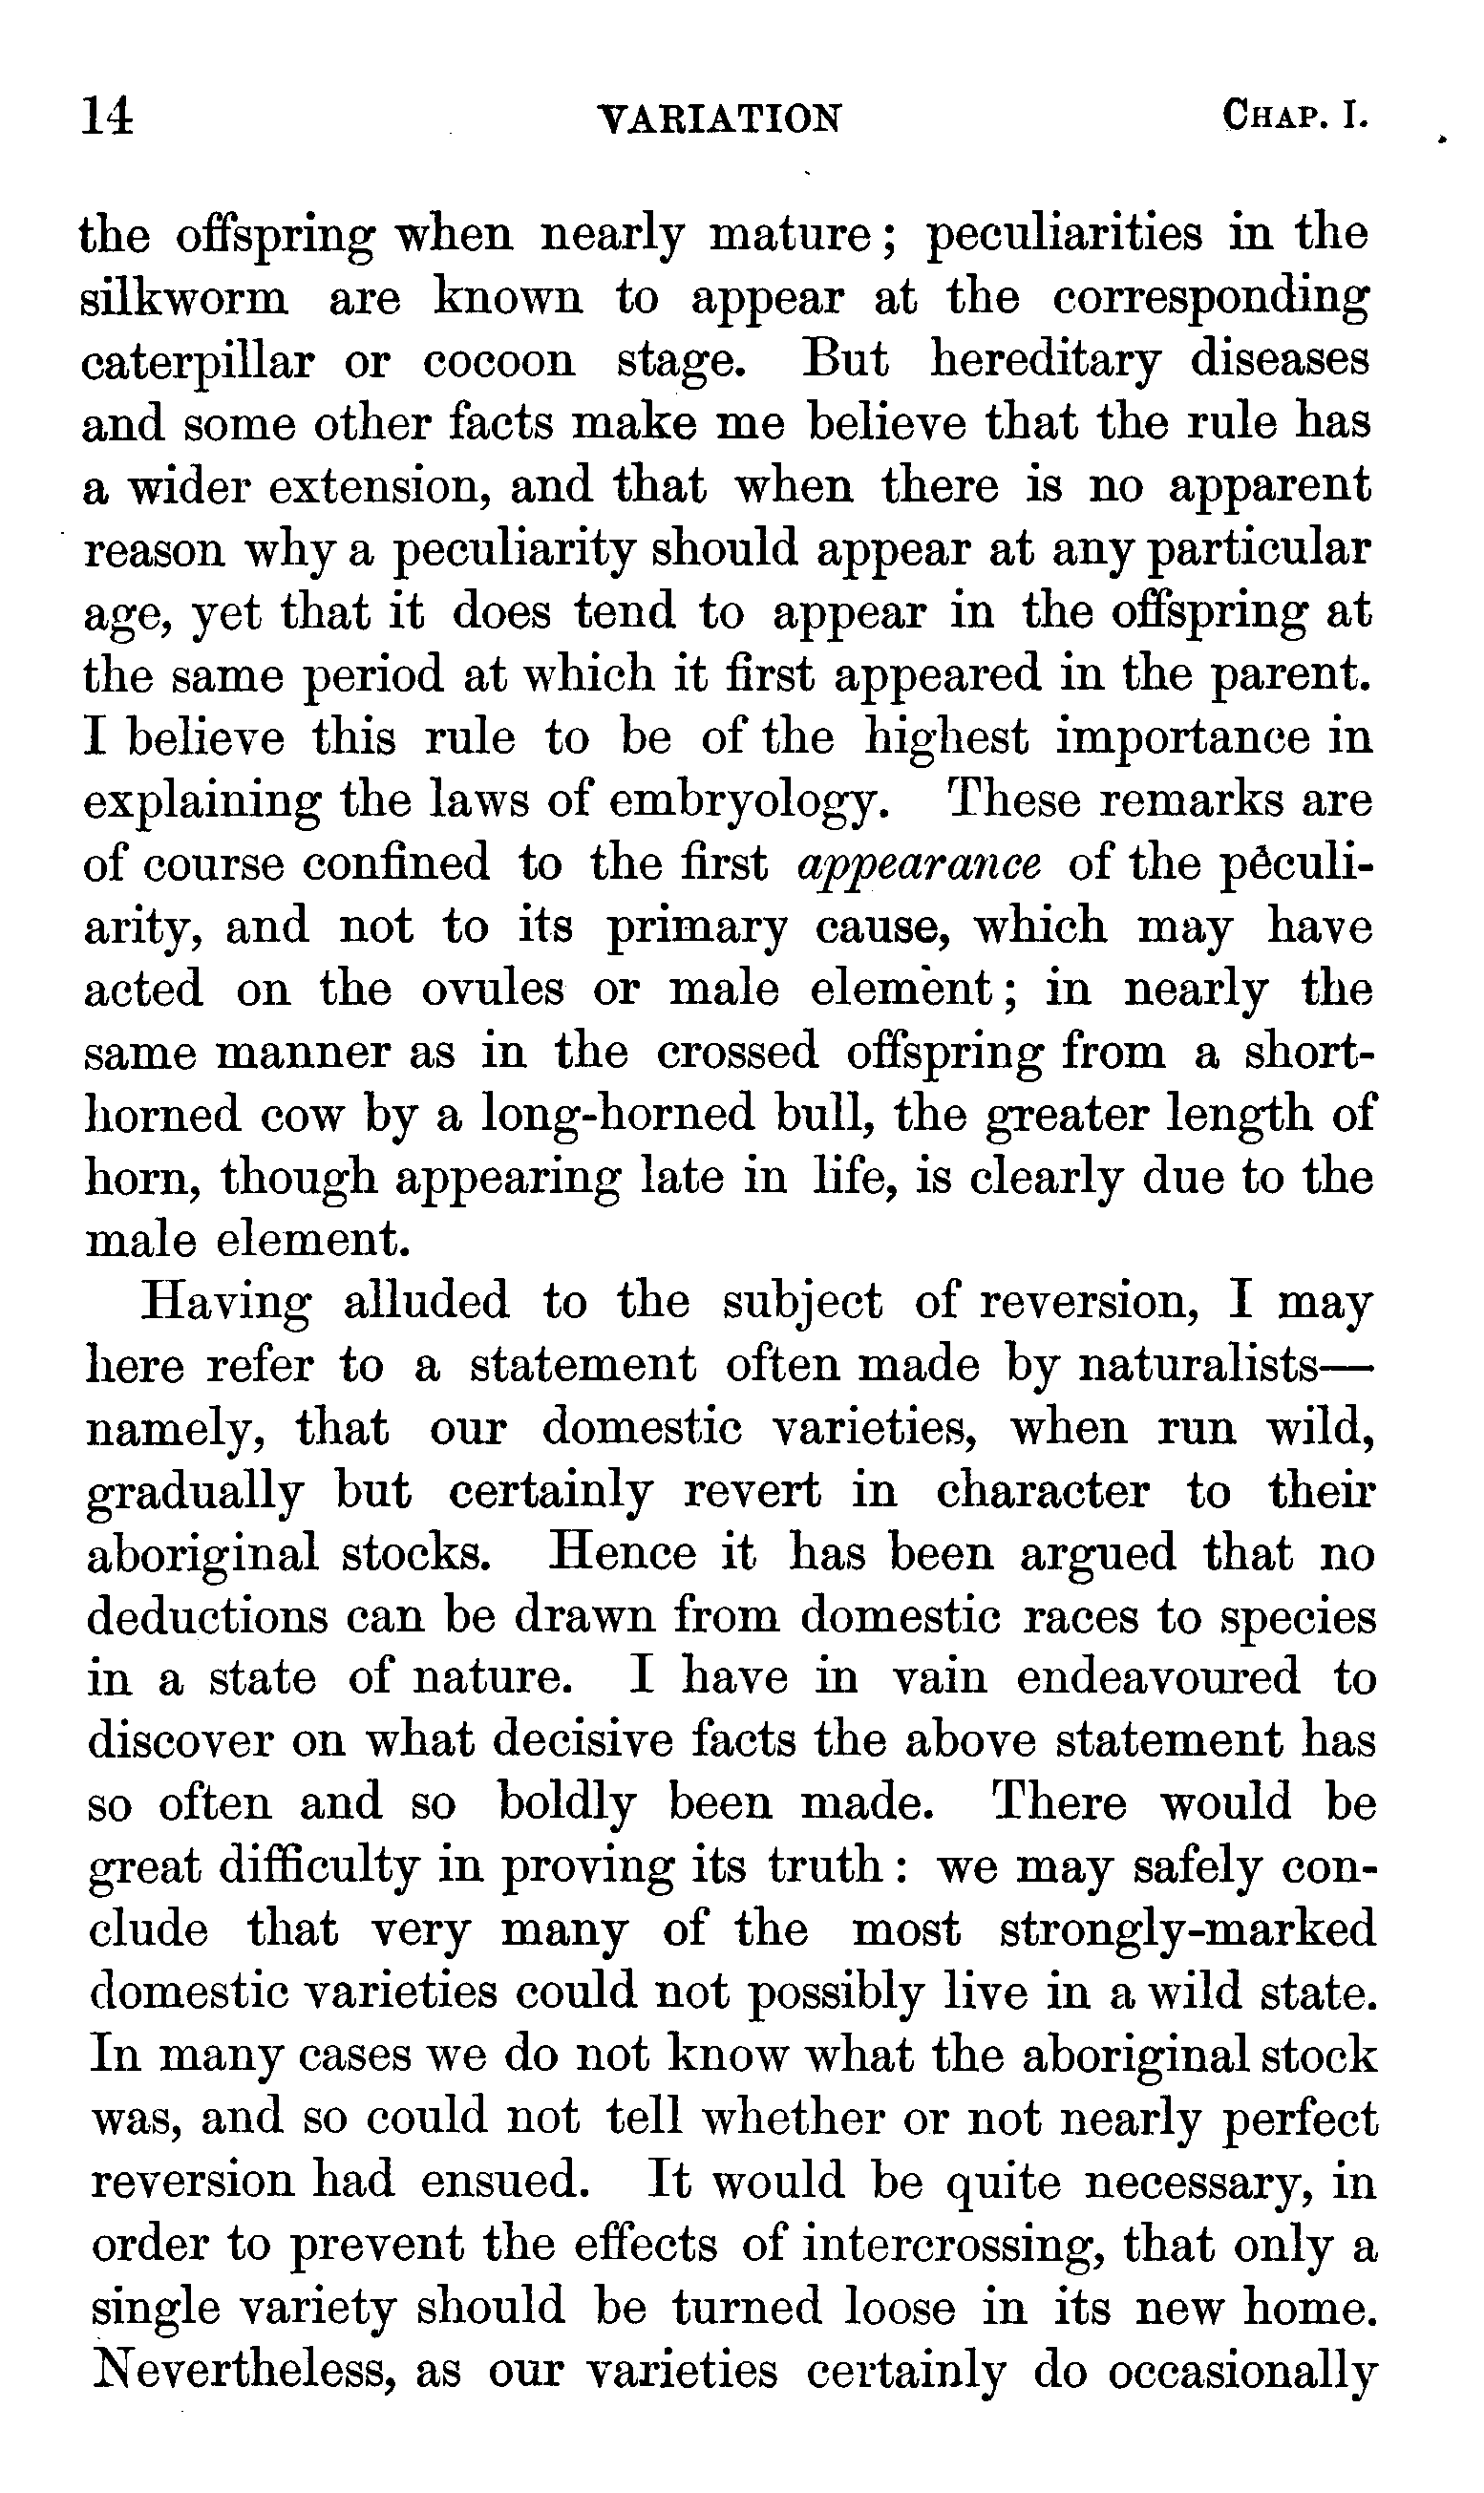 14 VARIATION CHAP. I.
the offspring when nearly mature; peculiarities in the
silkworm are known to appear at the corresponding
caterpillar or cocoon stage. But hereditary diseases
and some other facts make me believe that the rule has
a wider extension, and that when there is no apparent
reason why a peculiarity should appear at any particular
age, yet that it does tend to appear in the offspring at
the same period at which it first appeared in the parent.
I believe this rule to be of the highest importance in
explaining the laws of embryology. These remarks are
of course confined to the first appearance of the peculi-
arity, and not to its primary cause, which may have
acted on the ovules or male element; in nearly the
same manner as in the crossed offspring from a short-
horned cow by a long-horned bull, the greater length of
horn, though appearing late in life, is clearly due to the
male element.
Having alluded to the subject of reversion, I may
here refer to a statement often made by naturalists—
namely, that our domestic varieties, when run wild,
gradually but certainly revert in character to their
aboriginal stocks. Hence it has been argued that no
deductions can be drawn from domestic races to species
in a state of nature. I have in vain endeavoured to
discover on what decisive facts the above statement has
so often and so boldly been made. There would be
great difficulty in proving its truth: we may safely con-
clude that very many of the most strongly-marked
domestic varieties could not possibly live in a wild state.
In many cases we do not know what the aboriginal stock
was, and so could not tell whether or not nearly perfect
reversion had ensued. It would be quite necessary, in
order to prevent the effects of intercrossing, that only a
single variety should be turned loose in its new home.
Nevertheless, as our varieties certainly do occasionally